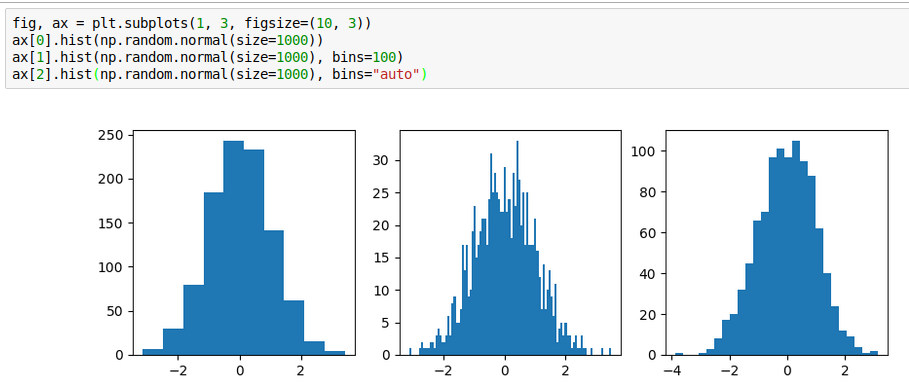 fig, ax = plt.subplots(1, 3, figsize=(10, 3))
ax[0].hist(np.random.normal(size=1000))
ax[1].hist(np.random.normal(size=1000), bins=100)
ax[2].hist(np.random.normal(size=1000), bins="auto")
250
200
150
100
50
0
−2 0 2
30
25
20
15
10
5
0
−2 0 2
100
80
60
40
20
0
−4 −2 0 2